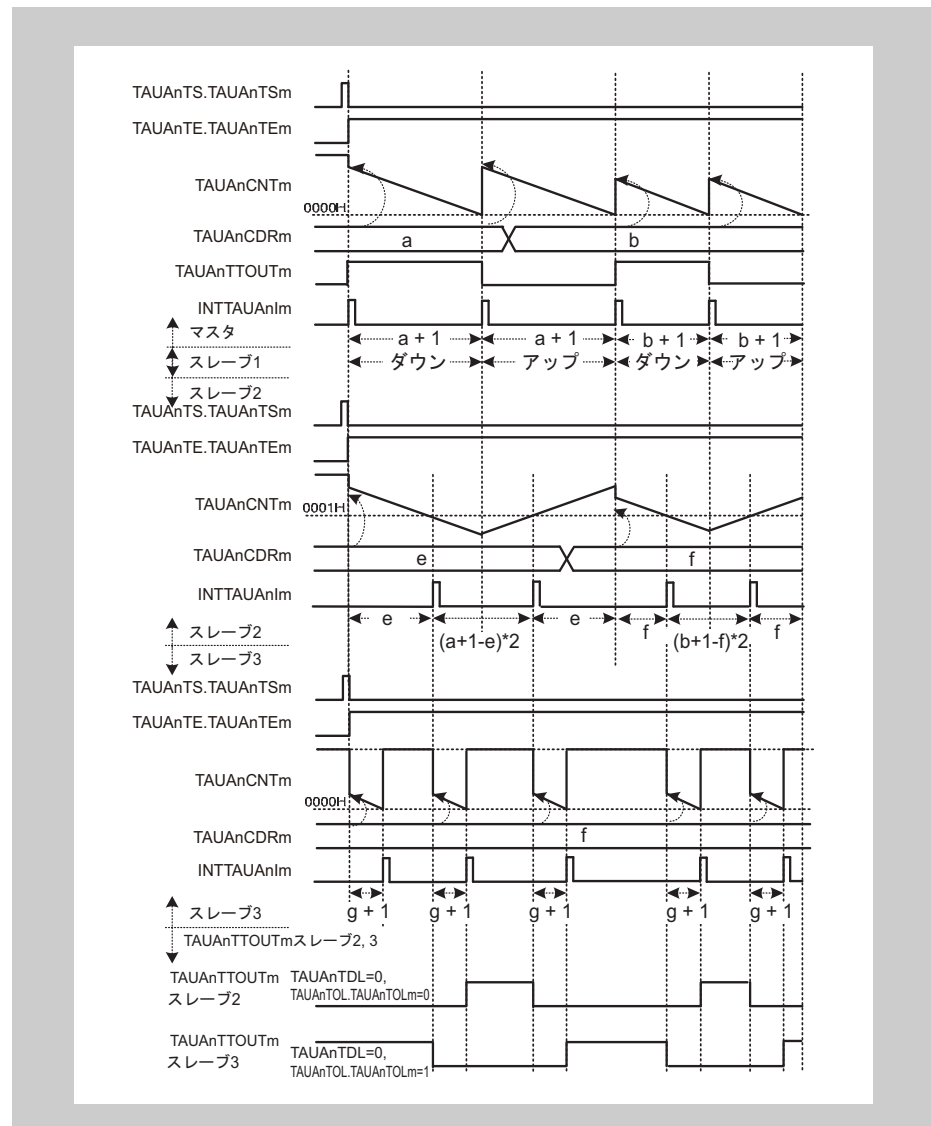 TAUAnTS.TAUAnTSm
TAUAnTE.TAUAnTEm
TAUAnCNTm
0000H
TAUAnCDRm
a
b
TAUAnTTOUTm
INTTAUAnIm
マスタ
a + 1
a + 1
b + 1
b + 1
スレーブ1
ダウン
アップ
ダウン
アップ
スレーブ2
TAUAnTS.TAUAnTSm
TAUAnTE.TAUAnTEm
TAUAnCNTm
0001H
TAUAnCDRm
e
f
INTTAUAnIm
スレーブ2
e
(a+1-e)*2
e
f
(b+1-f)*2
f
スレーブ3
TAUAnTS.TAUAnTSm
TAUAnTE.TAUAnTEm
TAUAnCNTm
0000H
TAUAnCDRm
f
INTTAUAnIm
スレーブ3
g + 1
g + 1
g + 1
g + 1
g + 1
TAUAnTTOUTmスレーブ2, 3
TAUAnTTOUTm
スレーブ2
TAUAnTDL=0,
TAUAnTOL.TAUAnTOLm=0
TAUAnTTOUTm
スレーブ3
TAUAnTDL=0,
TAUAnTOL.TAUAnTOLm=1